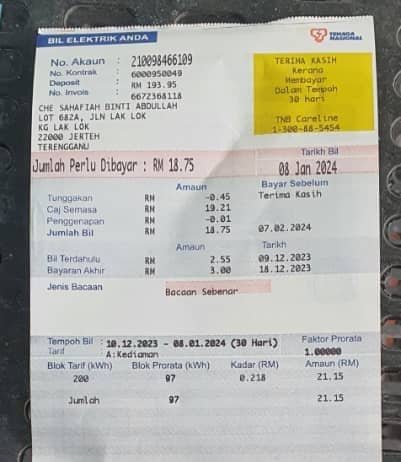 BIL ELEKTRIK ANDA
TENAGA NASIONAL
No. Akaun : 210098466109
No. Kontrak : 6000950049
Deposit : RM 193.95
No. Invois : 6672368118
TERIMA KASIH
Kerana
Membayar
Dalam Tempoh
30 hari
TNB Careline
1-300-88-5454
CHE SAHAFIAH BINTI ABDULLAH
LOT 682A, JLN LAK LOK
KG LAK LOK
22000 JERTEH
TERENGGANU
Tarikh Bil
Jumlah Perlu Dibayar : RM 18.75 08 Jan 2024
Amaun Bayar Sebelum
Tunggakan RM -0.45 Terima Kasih
Caj Semasa RM 19.21
Penggenapan RM -0.01
Jumlah Bil RM 18.75 07.02.2024
Amaun Tarikh
Bil Terdahulu RM 2.55 09.12.2023
Bayaran Akhir RM 3.00 18.12.2023
Jenis Bacaan Bacaan Sebenar
Tempoh Bil : 10.12.2023 - 08.01.2024 (30 Hari) Faktor Prorata
Tarif : A:Kediaman 1.00000
Blok Tarif (kWh) Blok Prorata (kWh) Kadar (RM) Amaun (RM)
200 97 0.218 21.15
Jumlah 97 21.15